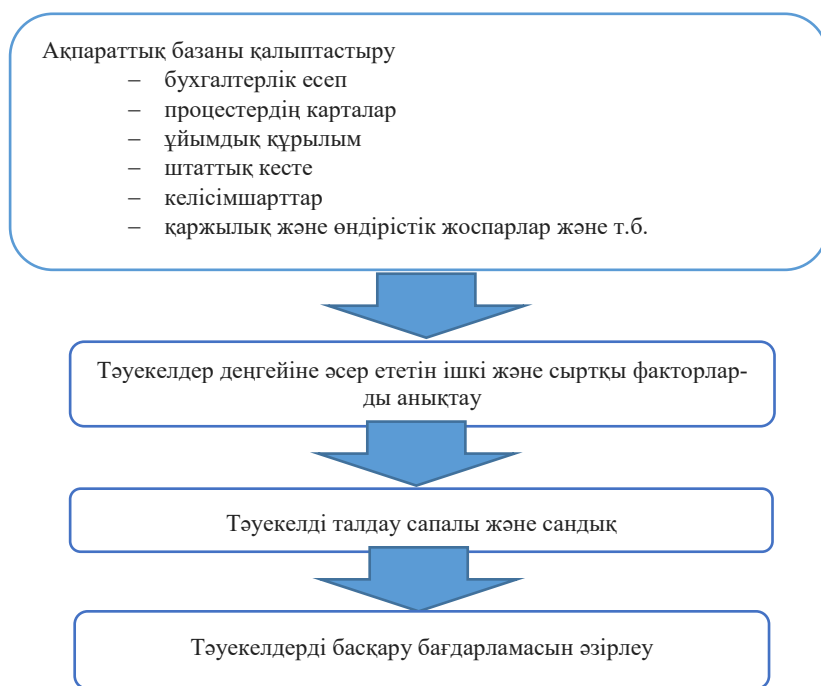 Ақпараттық базаны қалыптастыру
– бухгалтерлік есеп
– процестердің карталар
– ұйымдық құрылым
– штаттық кесте
– келісімшарттар
– қаржылық және өндірістік жоспарлар және т.б.
Тәуекелдер деңгейіне әсер ететін ішкі және сыртқы факторлар-
ды анықтау
Тәуекелді талдау сапалы және сандық
Тәуекелдерді басқару бағдарламасын әзірлеу